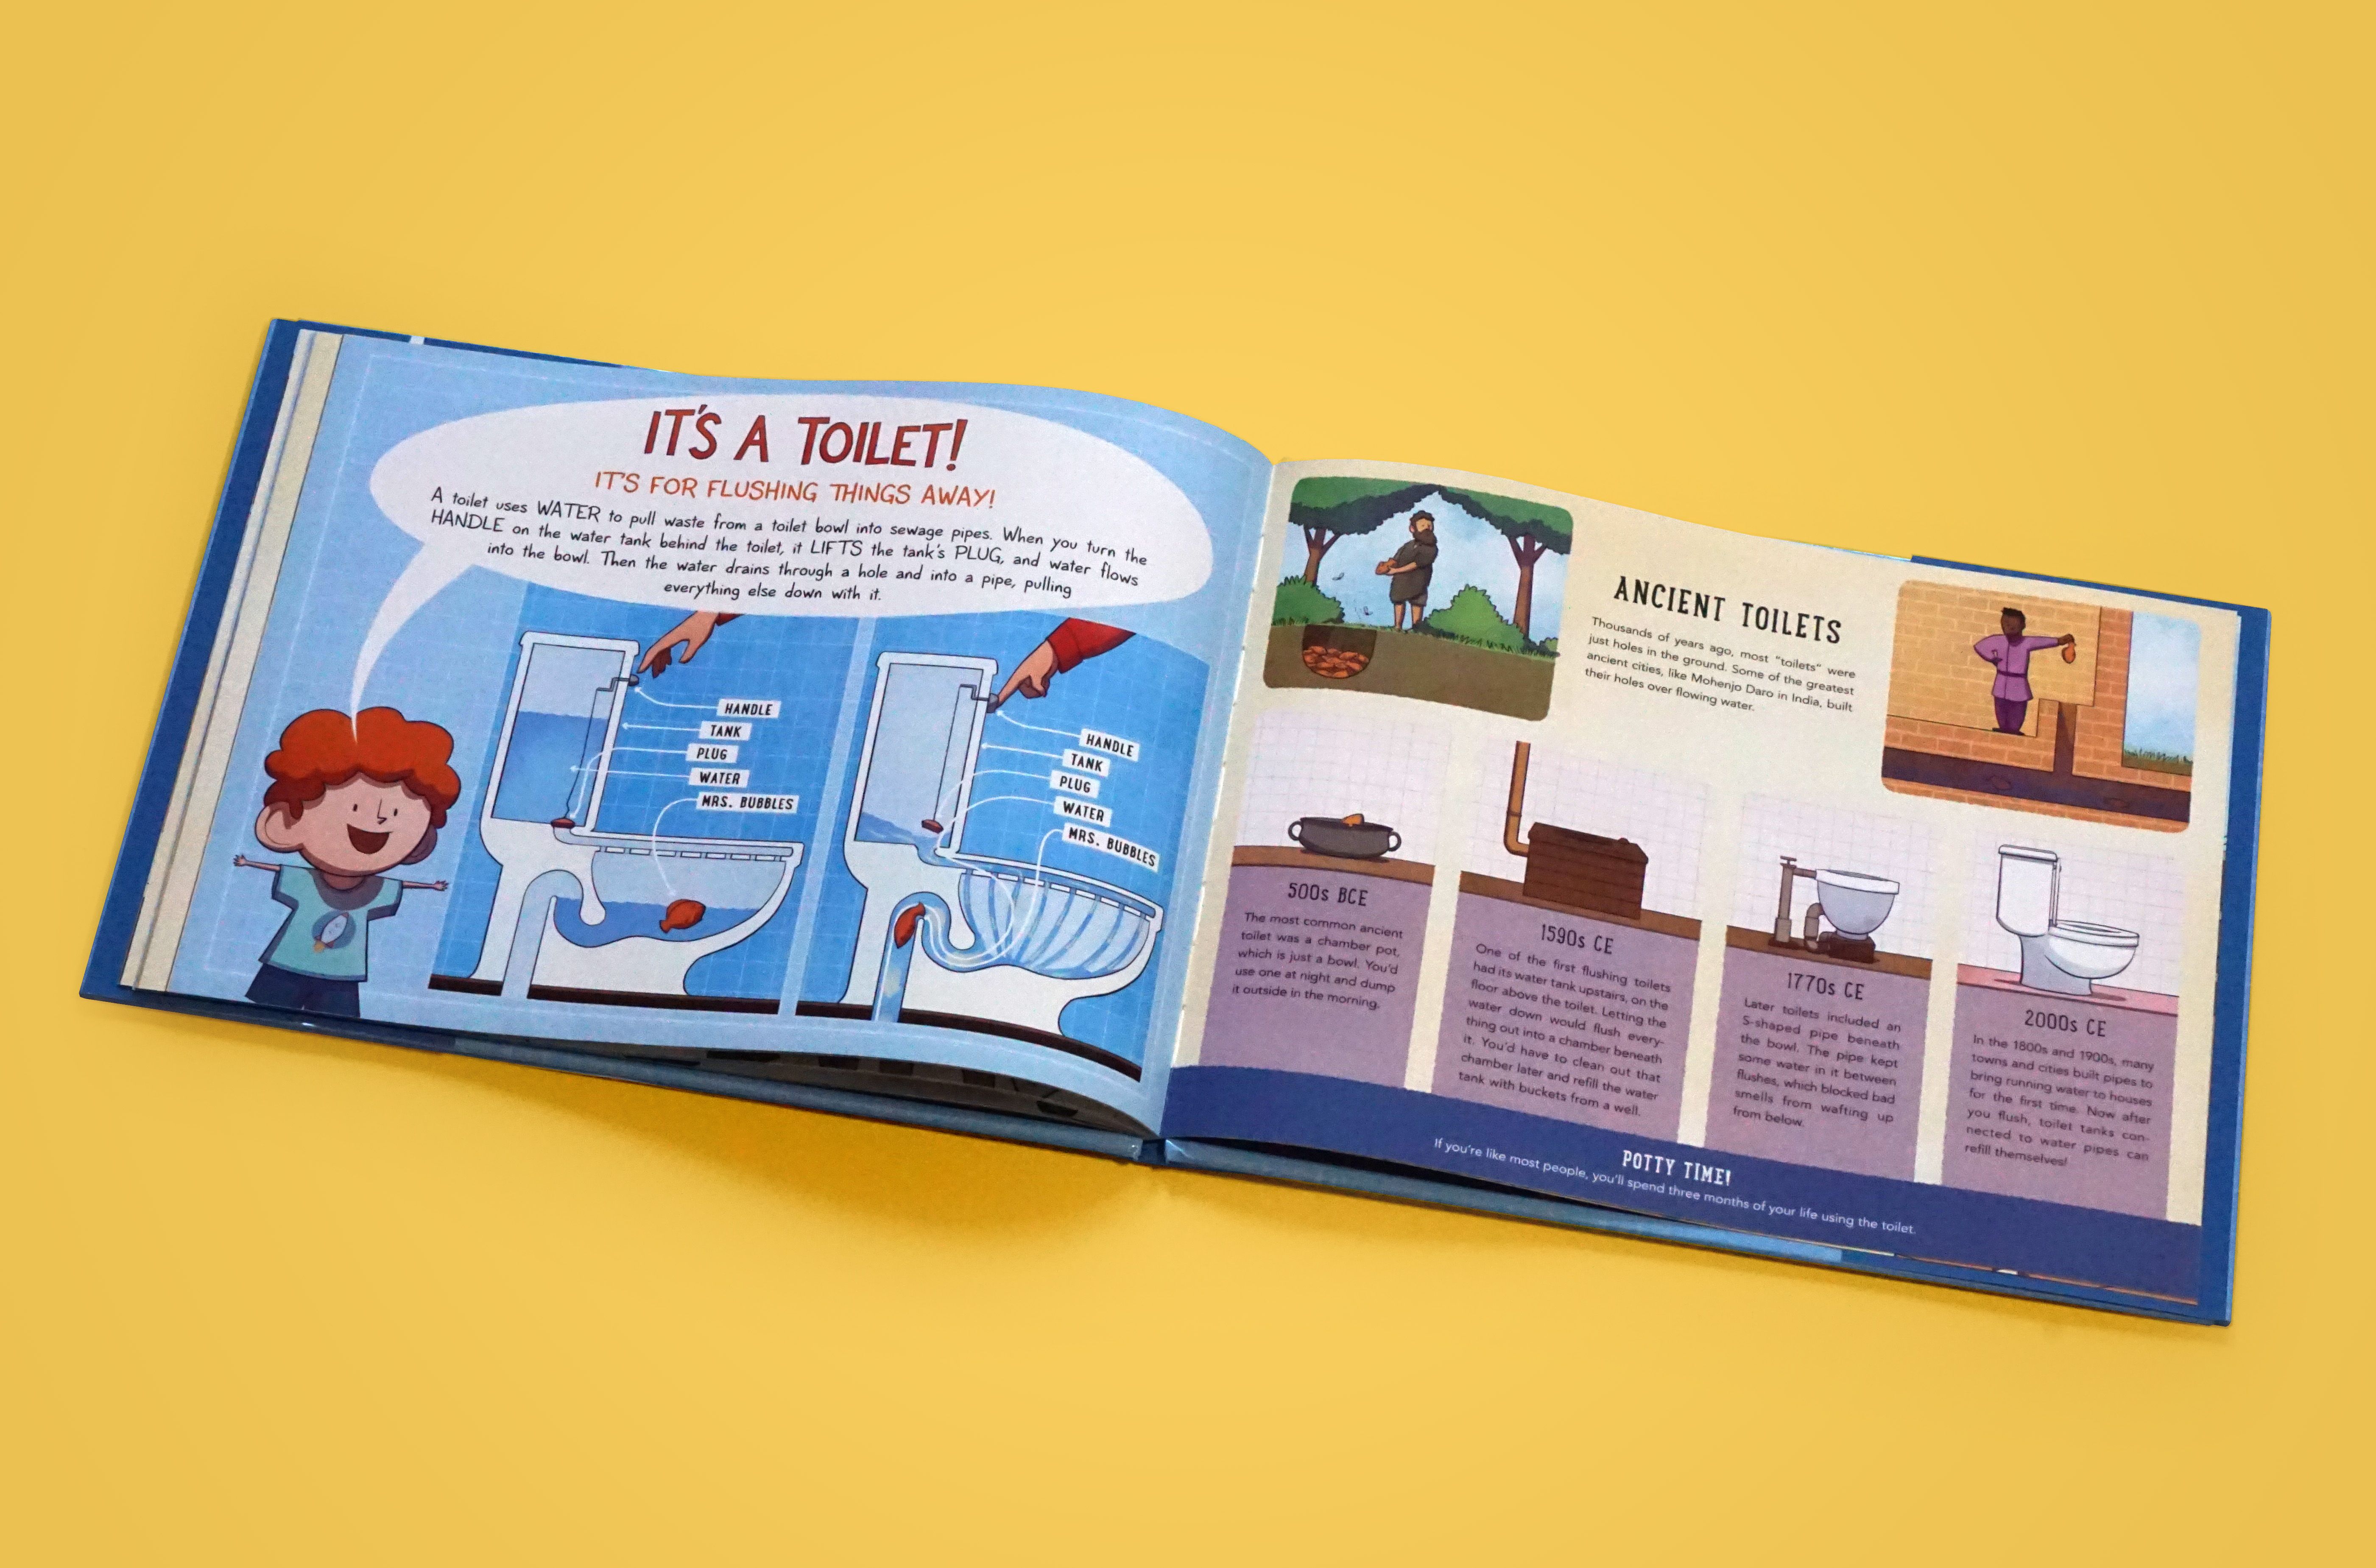 IT'S A TOILET!
IT'S FOR FLUSHING THINGS AWAY!
A toilet uses WATER to pull waste from a toilet bowl into sewage pipes. When you turn the
HANDLE on the water tank behind the toilet, it LIFTS the tank's PLUG, and water flows
into the bowl. Then the water drains through a hole and into a pipe, pulling
everything else down with it.
HANDLE
TANK
PLUG
WATER
MRS. BUBBLES
HANDLE
TANK
PLUG
WATER
MRS. BUBBLES
ANCIENT TOILETS
Thousands of years ago, most "toilets" were
just holes in the ground. Some of the greatest
ancient cities, like Mohenjo Daro in India, built
their holes over flowing water.
500s BCE
The most common ancient
toilet was a chamber pot,
which is just a bowl. You'd
use one at night and dump
it outside in the morning.
1590s CE
One of the first flushing toilets
had its water tank upstairs, on the
floor above the toilet. Letting the
water down would flush every-
thing out into a chamber beneath
it. You'd have to clean out that
chamber later and refill the water
tank with buckets from a well.
1770s CE
Later toilets included an
S-shaped pipe beneath
the bowl. The pipe kept
some water in it between
flushes, which blocked bad
smells from wafting up
from below.
2000s CE
In the 1800s and 1900s, many
towns and cities built pipes to
bring running water to houses
for the first time. Now after
you flush, toilet tanks con-
nected to water pipes can
refill themselves!
POTTY TIME!
If you're like most people, you'll spend three months of your life using the toilet.